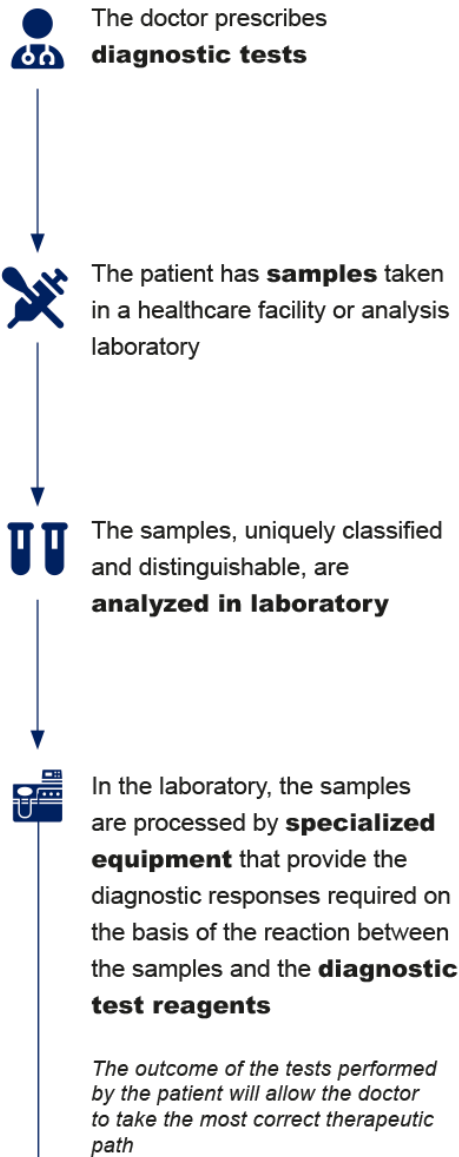 The doctor prescribes
diagnostic tests
The patient has samples taken
in a healthcare facility or analysis
laboratory
The samples, uniquely classified
and distinguishable, are
analyzed in laboratory
In the laboratory, the samples
are processed by specialized
equipment that provide the
diagnostic responses required on
the basis of the reaction between
the samples and the diagnostic
test reagents
The outcome of the tests performed
by the patient will allow the doctor
to take the most correct therapeutic
path